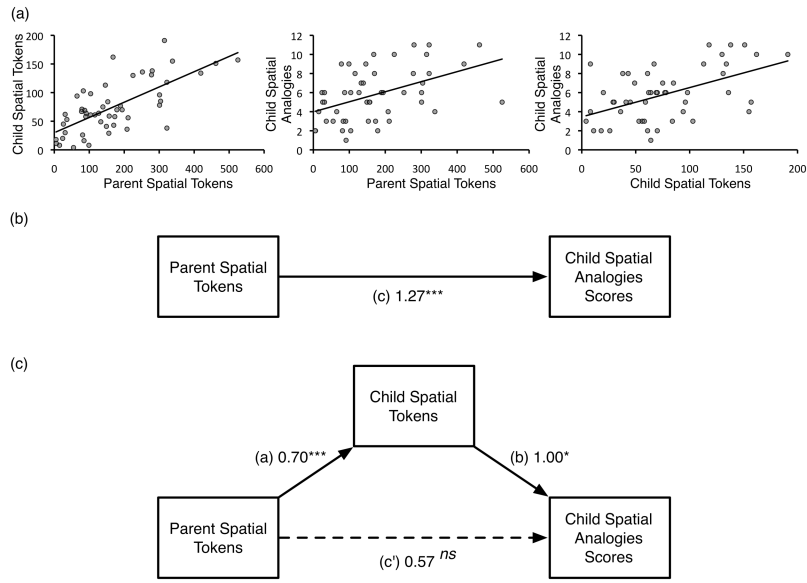 (a)
Child Spatial Tokens
200
150
100
50
0
0 100 200 300 400 500 600
Parent Spatial Tokens
Child Spatial
Analogies
12
10
8
6
4
2
0
0 100 200 300 400 500 600
Parent Spatial Tokens
Child Spatial
Analogies
12
10
8
6
4
2
0
0 50 100 150 200
Child Spatial Tokens
(b)
Parent Spatial
Tokens
(c) 1.27***
Child Spatial
Analogies
Scores
(c)
Child Spatial
Tokens
(a) 0.70***
(b) 1.00*
Parent Spatial
Tokens
(c') 0.57 ns
Child Spatial
Analogies
Scores